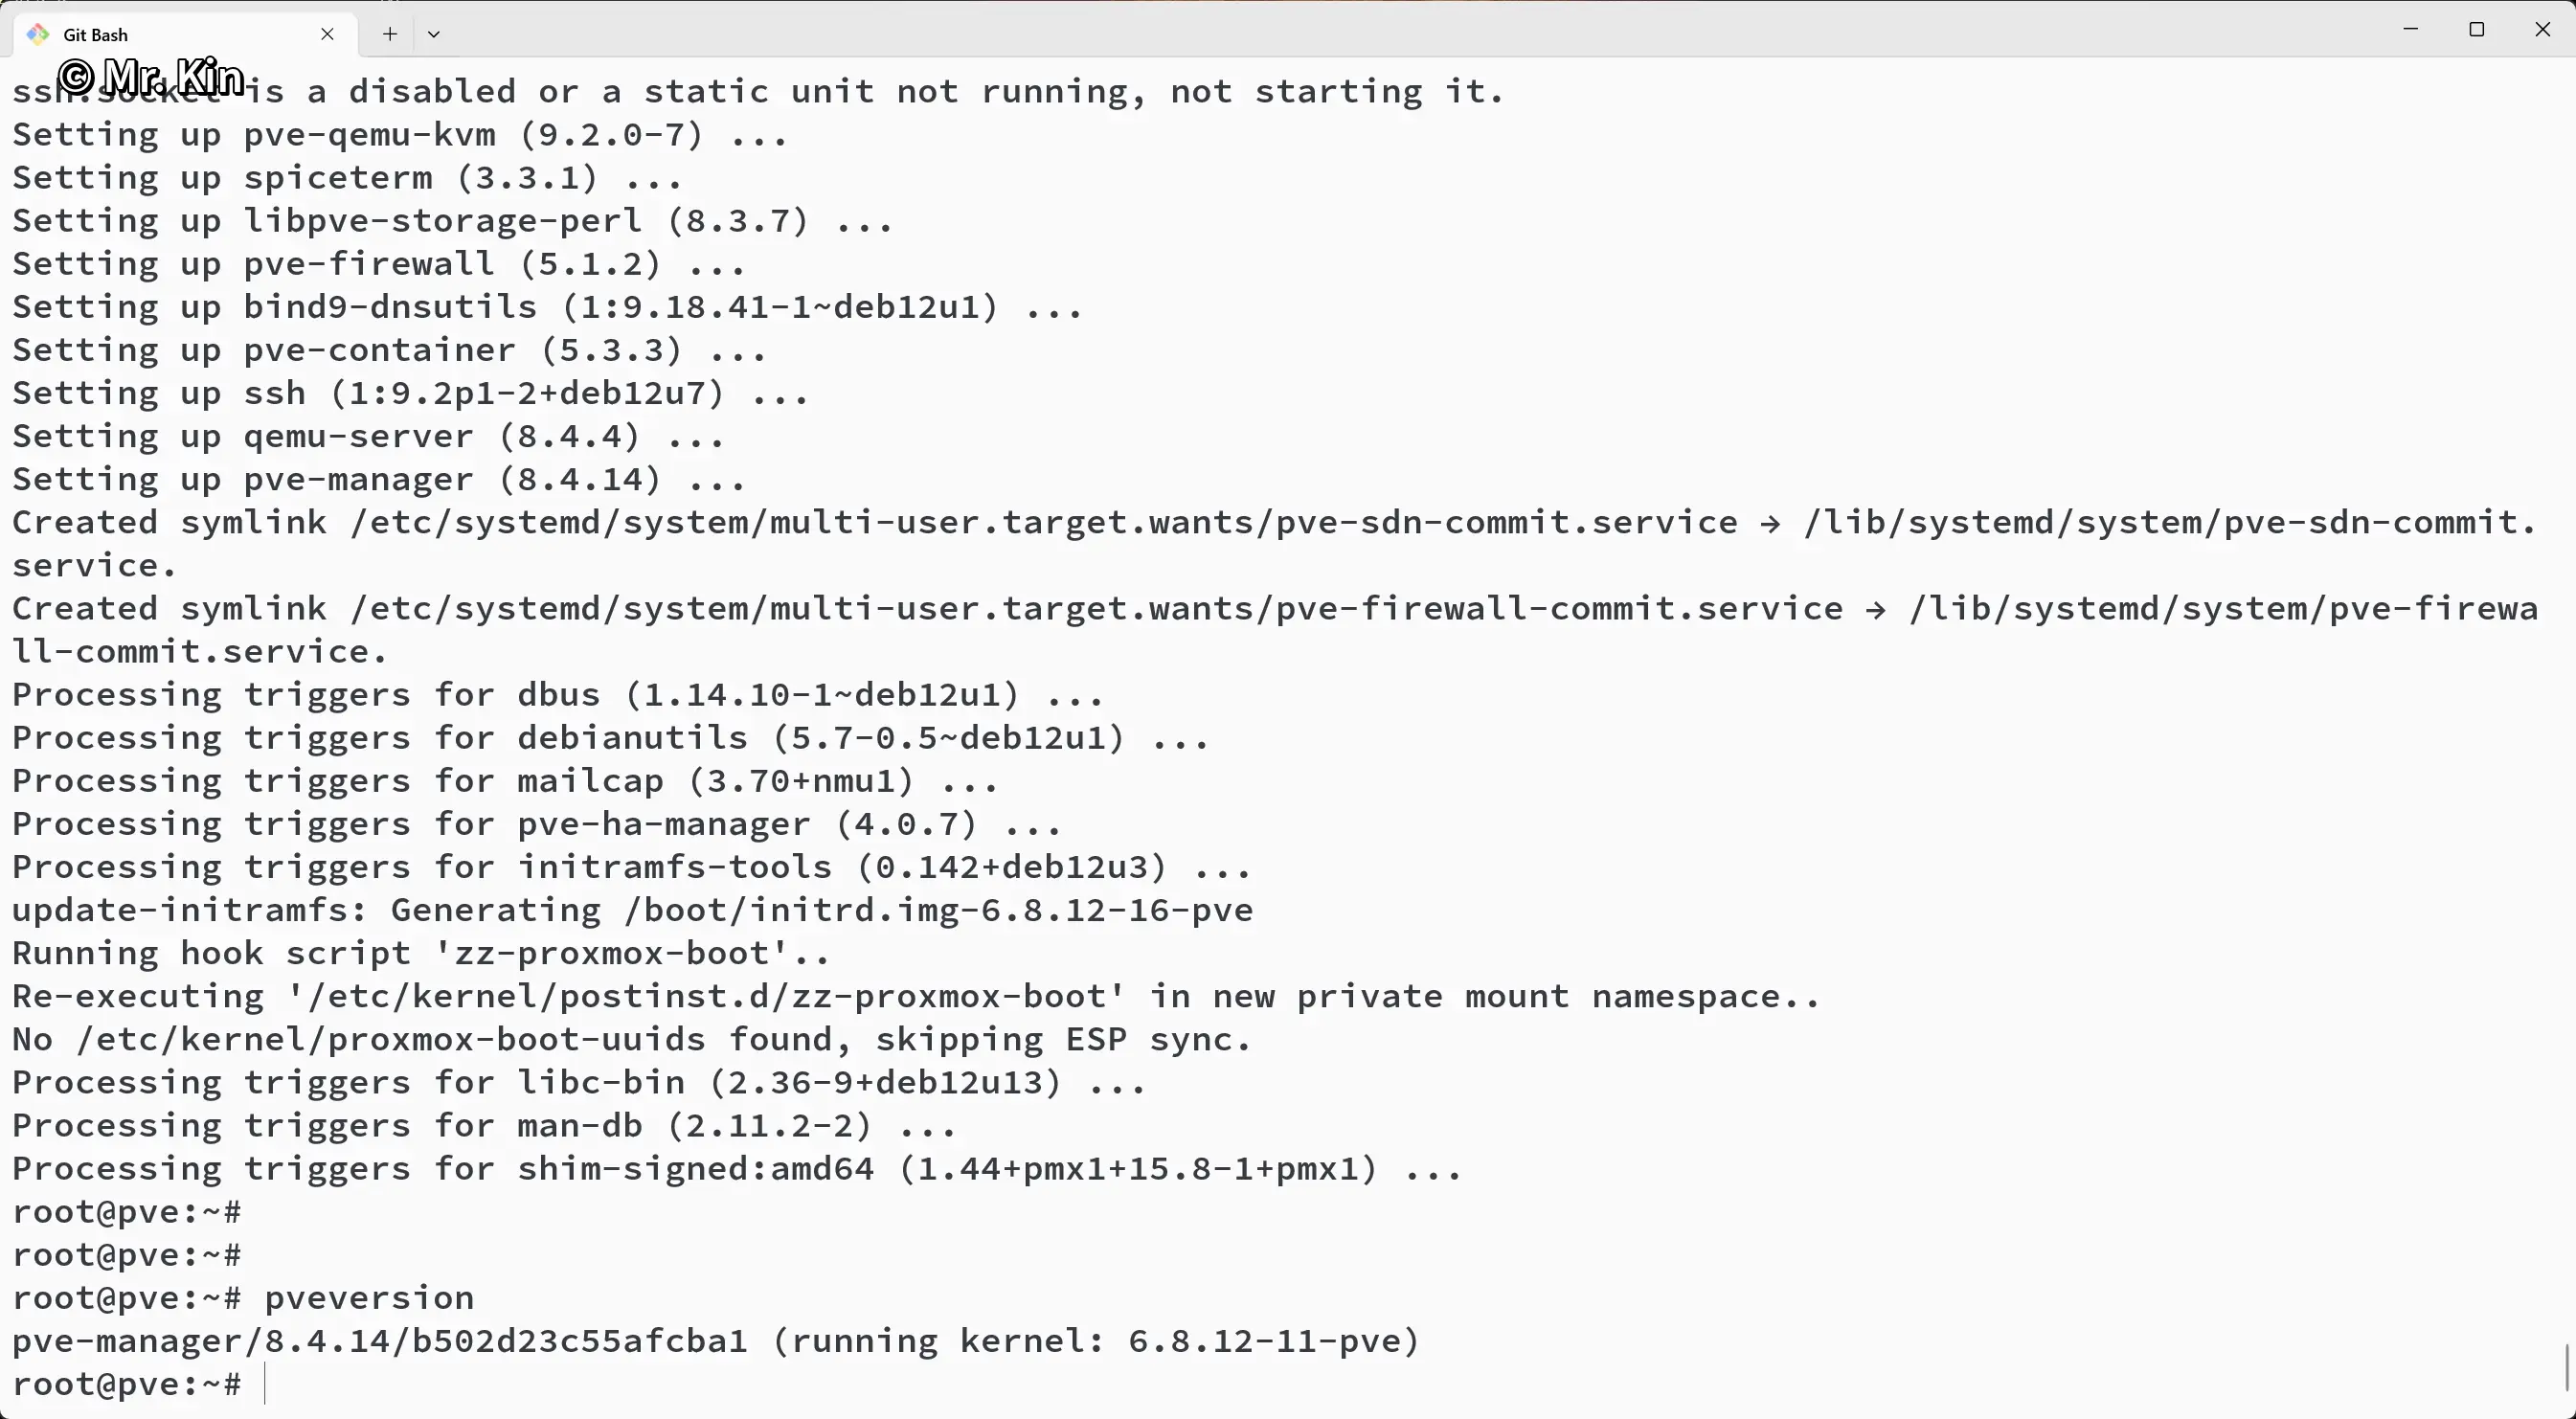 Git Bash
© Mr. Kin
ssh.socket is a disabled or a static unit not running, not starting it.
Setting up pve-qemu-kvm (9.2.0-7) ...
Setting up spiceterm (3.3.1) ...
Setting up libpve-storage-perl (8.3.7) ...
Setting up pve-firewall (5.1.2) ...
Setting up bind9-dnsutils (1:9.18.41-1~deb12u1) ...
Setting up pve-container (5.3.3) ...
Setting up ssh (1:9.2p1-2+deb12u7) ...
Setting up qemu-server (8.4.4) ...
Setting up pve-manager (8.4.14) ...
Created symlink /etc/systemd/system/multi-user.target.wants/pve-sdn-commit.service → /lib/systemd/system/pve-sdn-commit.
service.
Created symlink /etc/systemd/system/multi-user.target.wants/pve-firewall-commit.service → /lib/systemd/system/pve-firewa
ll-commit.service.
Processing triggers for dbus (1.14.10-1~deb12u1) ...
Processing triggers for debianutils (5.7-0.5~deb12u1) ...
Processing triggers for mailcap (3.70+nmu1) ...
Processing triggers for pve-ha-manager (4.0.7) ...
Processing triggers for initramfs-tools (0.142+deb12u3) ...
update-initramfs: Generating /boot/initrd.img-6.8.12-16-pve
Running hook script 'zz-proxmox-boot'..
Re-executing '/etc/kernel/postinst.d/zz-proxmox-boot' in new private mount namespace..
No /etc/kernel/proxmox-boot-uuids found, skipping ESP sync.
Processing triggers for libc-bin (2.36-9+deb12u13) ...
Processing triggers for man-db (2.11.2-2) ...
Processing triggers for shim-signed:amd64 (1.44+pmx1+15.8-1+pmx1) ...
root@pve:~#
root@pve:~#
root@pve:~# pveversion
pve-manager/8.4.14/b502d23c55afcba1 (running kernel: 6.8.12-11-pve)
root@pve:~#